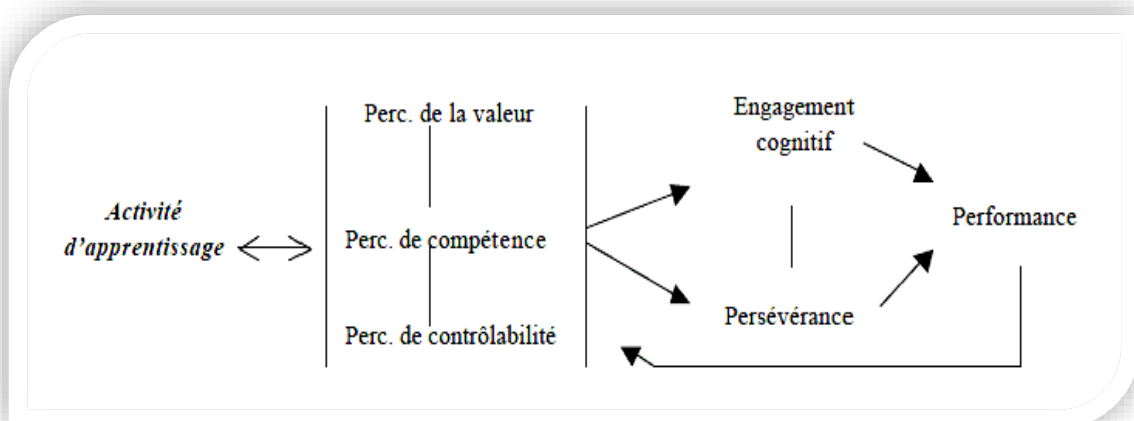 Activité
d'apprentissage
Perc. de la valeur
Perc. de compétence
Perc. de contrôlabilité
Engagement
cognitif
Persévérance
Performance